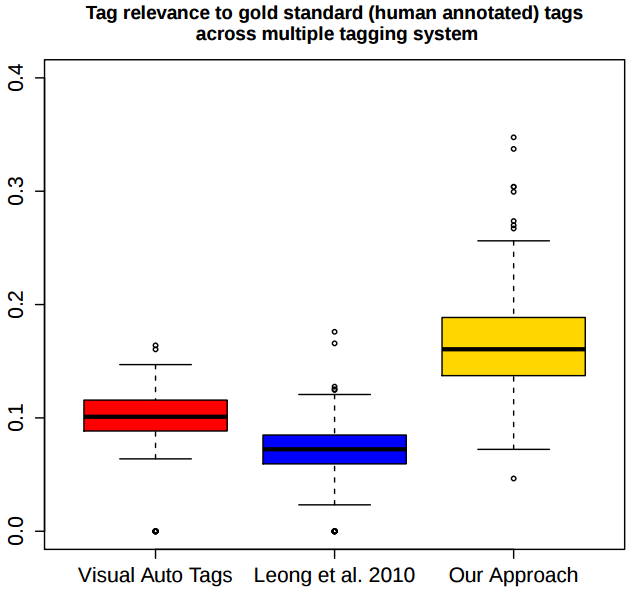 Tag relevance to gold standard (human annotated) tags
across multiple tagging system
0.4
0.3
0.2
0.1
0.0
Visual Auto Tags Leong et al. 2010 Our Approach